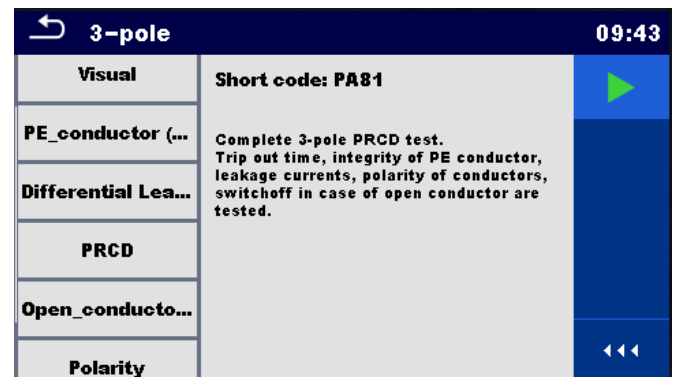 3-pole
09:43
Visual
PE_conductor (...
Differential Lea...
PRCD
Open_conducto...
Polarity
Short code: PA81
Complete 3-pole PRCD test.
Trip out time, integrity of PE conductor,
leakage currents, polarity of conductors,
switchoff in case of open conductor are
tested.